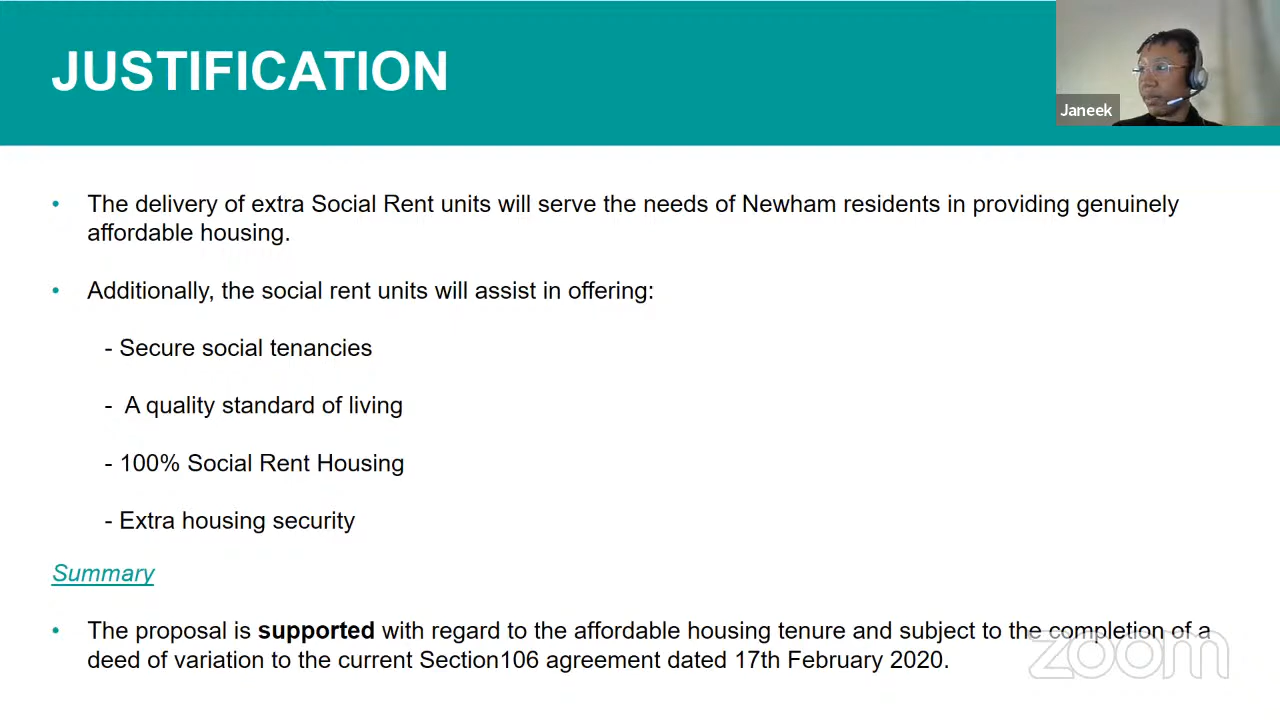 JUSTIFICATION
Janeek
• The delivery of extra Social Rent units will serve the needs of Newham residents in providing genuinely
affordable housing.
• Additionally, the social rent units will assist in offering:
- Secure social tenancies
- A quality standard of living
- 100% Social Rent Housing
- Extra housing security
Summary
• The proposal is supported with regard to the affordable housing tenure and subject to the completion of a
deed of variation to the current Section106 agreement dated 17th February 2020.
zoom